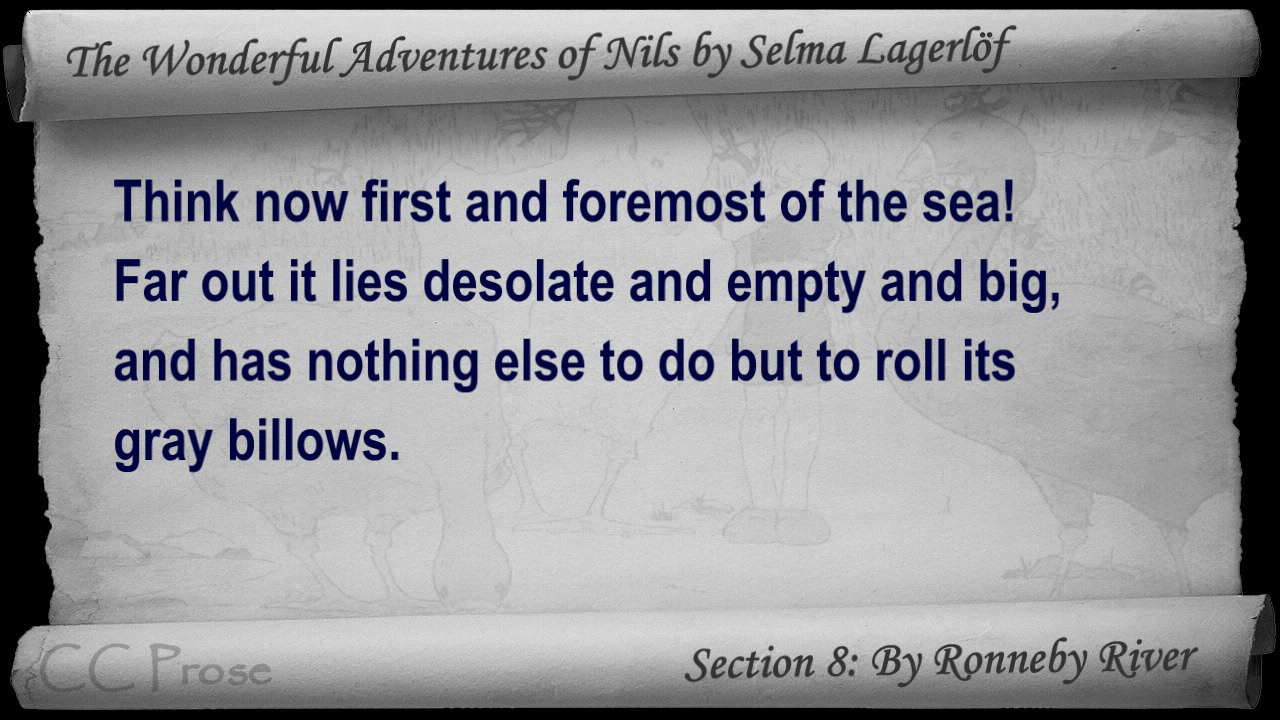 The Wonderful Adventures of Nils by Selma Lagerlöf
Think now first and foremost of the sea!
Far out it lies desolate and empty and big,
and has nothing else to do but to roll its
gray billows.
CC Prose
Section 8: By Ronneby River